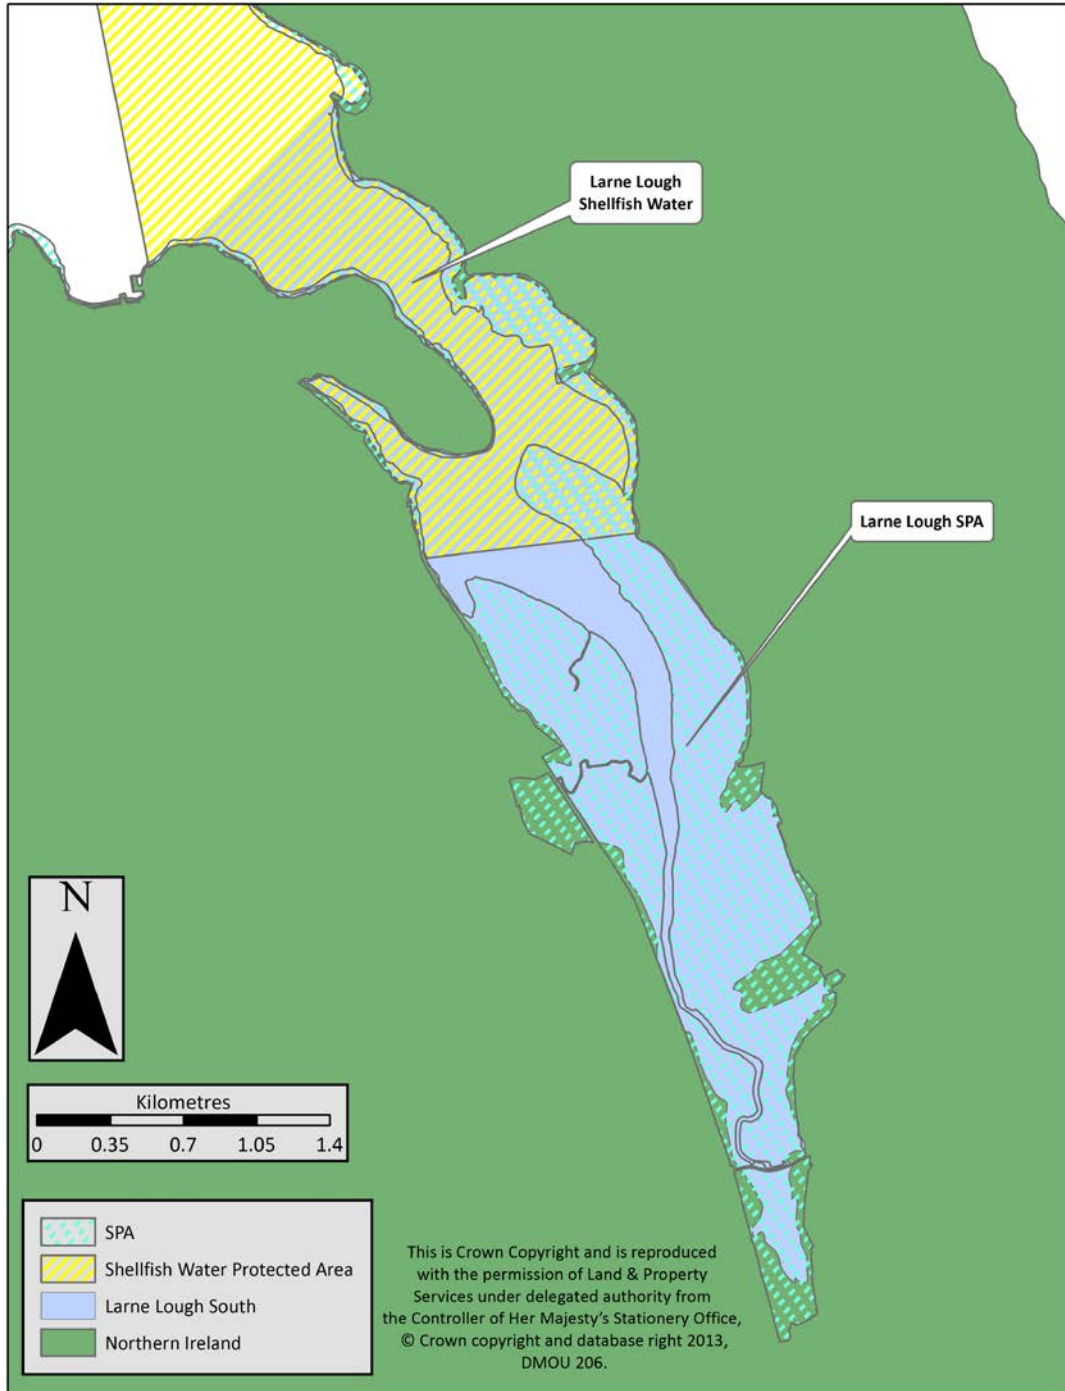 Larne Lough
Shellfish Water
Larne Lough SPA
N
Kilometres
0 0.35 0.7 1.05 1.4
SPA
Shellfish Water Protected Area
Larne Lough South
Northern Ireland
This is Crown Copyright and is reproduced
with the permission of Land & Property
Services under delegated authority from
the Controller of Her Majesty's Stationery Office,
© Crown copyright and database right 2013,
DMOU 206.